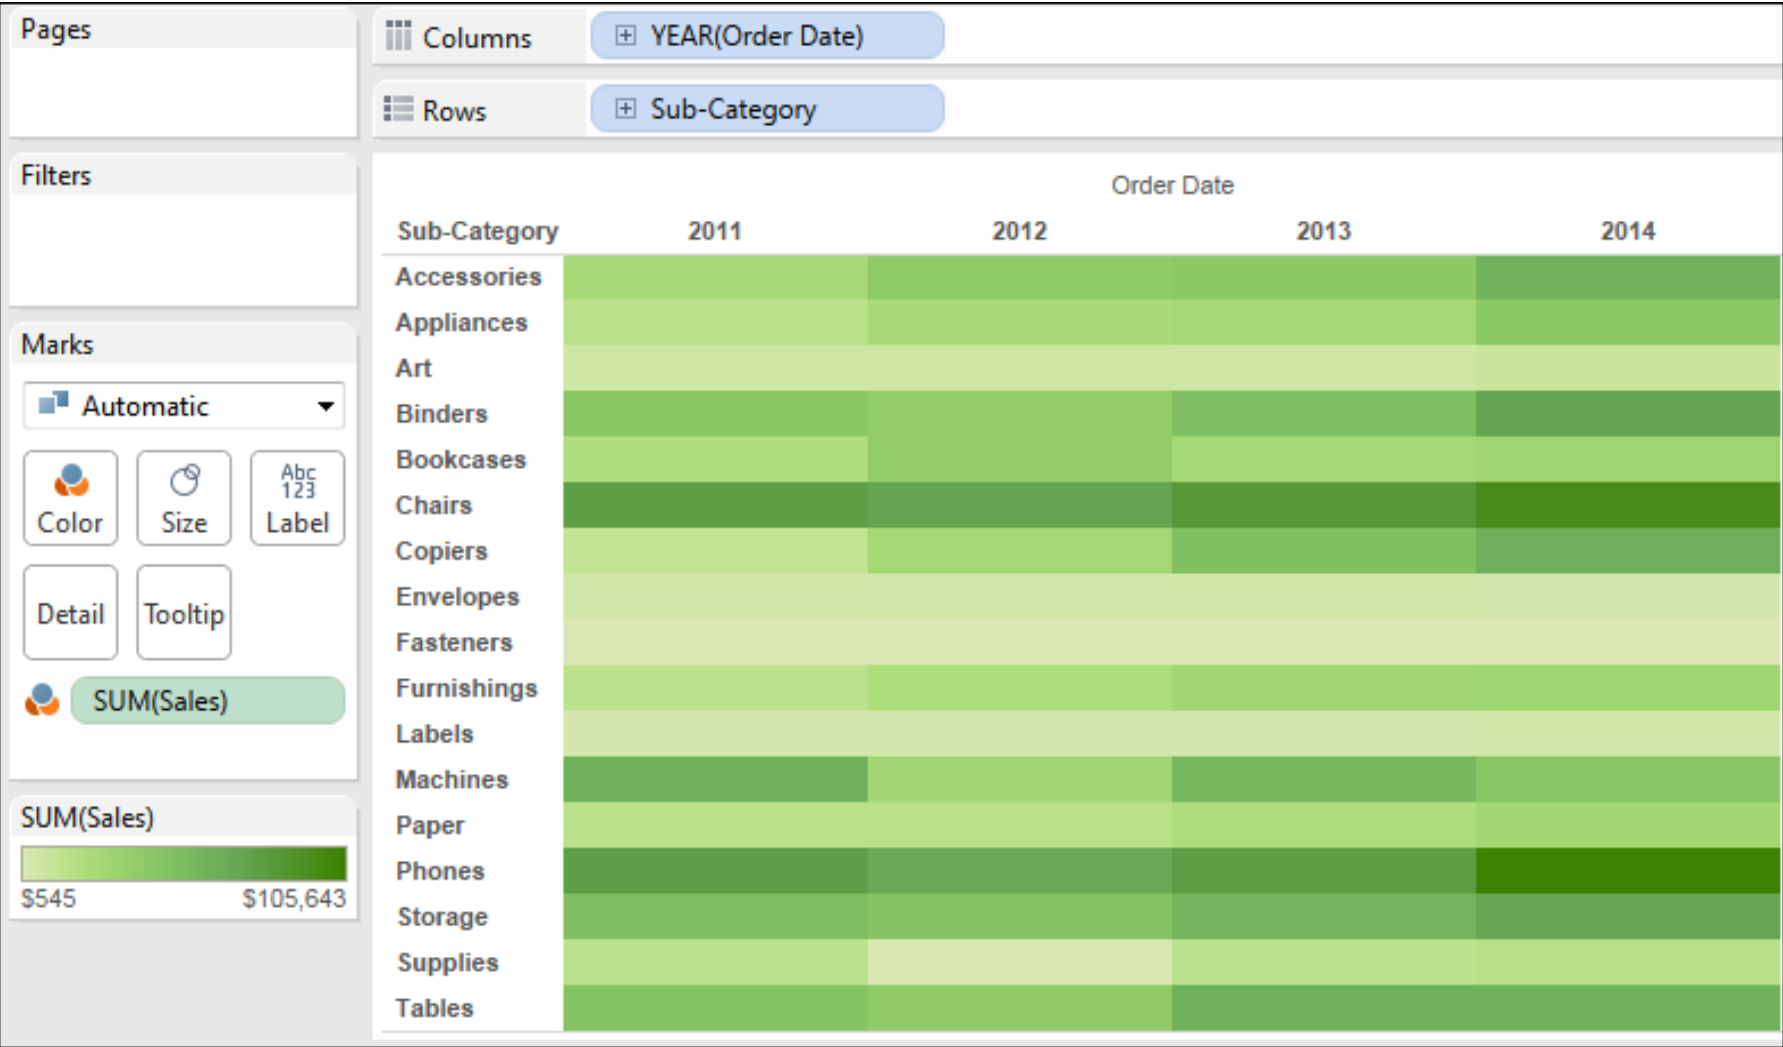 Pages
Columns
YEAR(Order Date)
Rows
Sub-Category
Filters
Marks
Automatic
Color
Size
Abc
123
Label
Detail
Tooltip
SUM(Sales)
SUM(Sales)
$545 $105,643
Order Date
Sub-Category 2011 2012 2013 2014
Accessories
Appliances
Art
Binders
Bookcases
Chairs
Copiers
Envelopes
Fasteners
Furnishings
Labels
Machines
Paper
Phones
Storage
Supplies
Tables